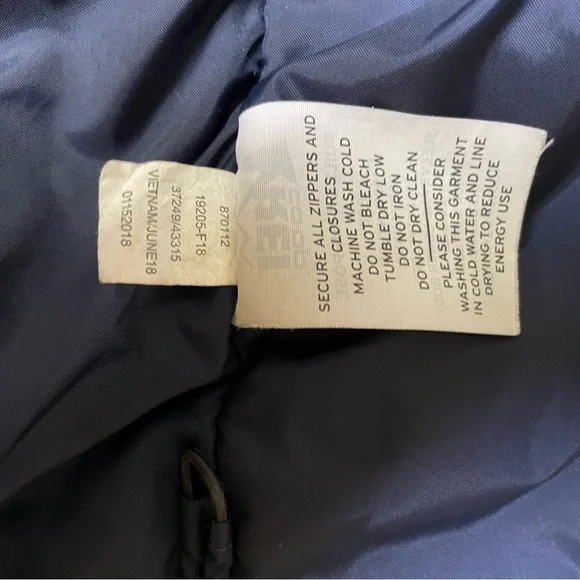 870112
19205-F18
37249/43315
VIETNAM/JUNE18
01152018
SECURE ALL ZIPPERS AND
CLOSURES
MACHINE WASH COLD
DO NOT BLEACH
TUMBLE DRY LOW
DO NOT IRON
DO NOT DRY CLEAN
PLEASE CONSIDER
WASHING THIS GARMENT
IN COLD WATER AND LINE
DRYING TO REDUCE
ENERGY USE